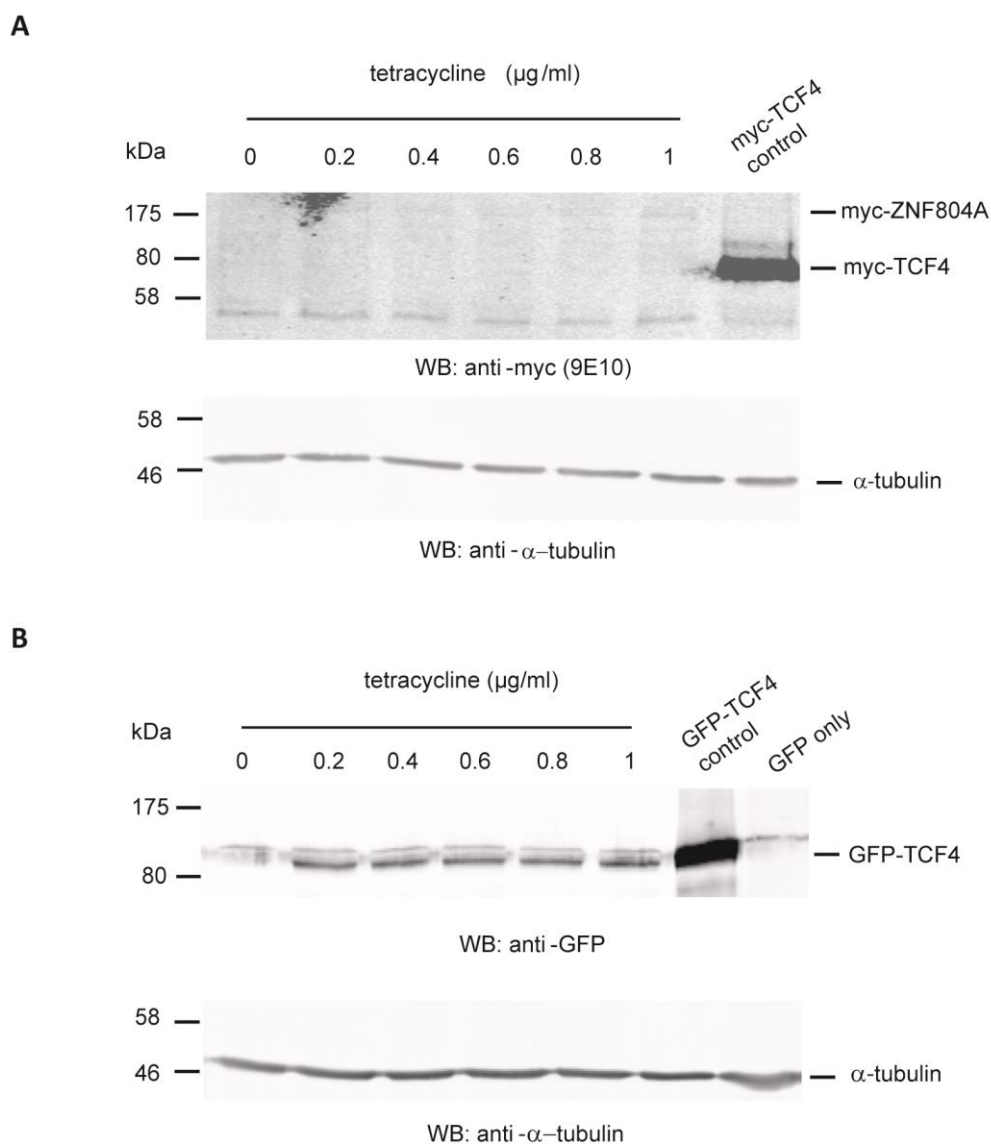 A
tetracycline (µg/ml)
kDa
0 0.2 0.4 0.6 0.8 1
myc-TCF4
control
175
80
58
myc-ZNF804A
myc-TCF4
WB: anti-myc (9E10)
58
46
α-tubulin
WB: anti-α-tubulin
B
tetracycline (µg/ml)
kDa
0 0.2 0.4 0.6 0.8 1
GFP-TCF4
control
GFP only
175
80
GFP-TCF4
WB: anti-GFP
58
46
α-tubulin
WB: anti-α-tubulin